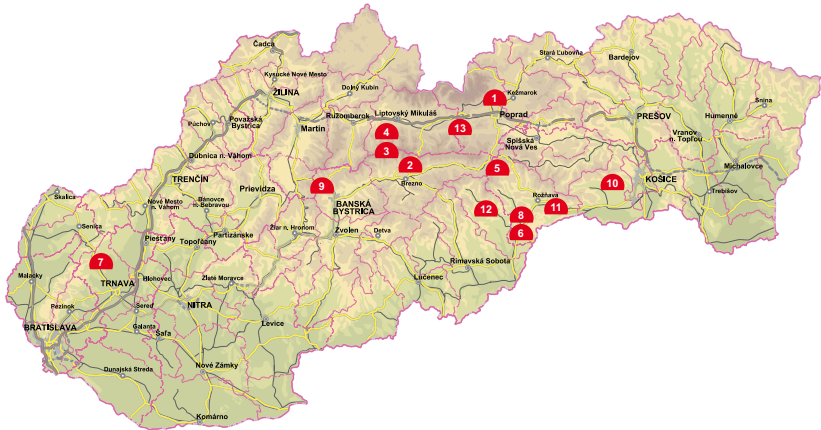 Čadca
Stará Ľubovňa
Bardejov
Kysucké Nové Mesto
Dolný Kubín
ŽILINA
1
Kežmarok
Snina
Púchov
Považská
Bystrica
Martin
Ružomberok
Liptovský Mikuláš
Poprad
PREŠOV
Humenné
4
13
Vranov
n. Topľou
Spišská
Nová Ves
Dubnica n. Váhom
3
2
5
Michalovce
TRENČÍN
Prievidza
9
Brezno
10
KOŠICE
Skalica
Nové Mesto
n. Váhom
Bánovce
n. Bebravou
BANSKÁ
BYSTRICA
Rožňava
Trebišov
12
8
11
Senica
Partizánske
Žiar n. Hronom
Zvolen
Detva
6
Piešťany
Topoľčany
7
Rimavská Sobota
Malacky
Hlohovec
Zlaté Moravce
Lučenec
TRNAVA
Pezinok
Sereď
NITRA
BRATISLAVA
Galanta
Šaľa
Levice
Dunajská Streda
Nové Zámky
Komárno